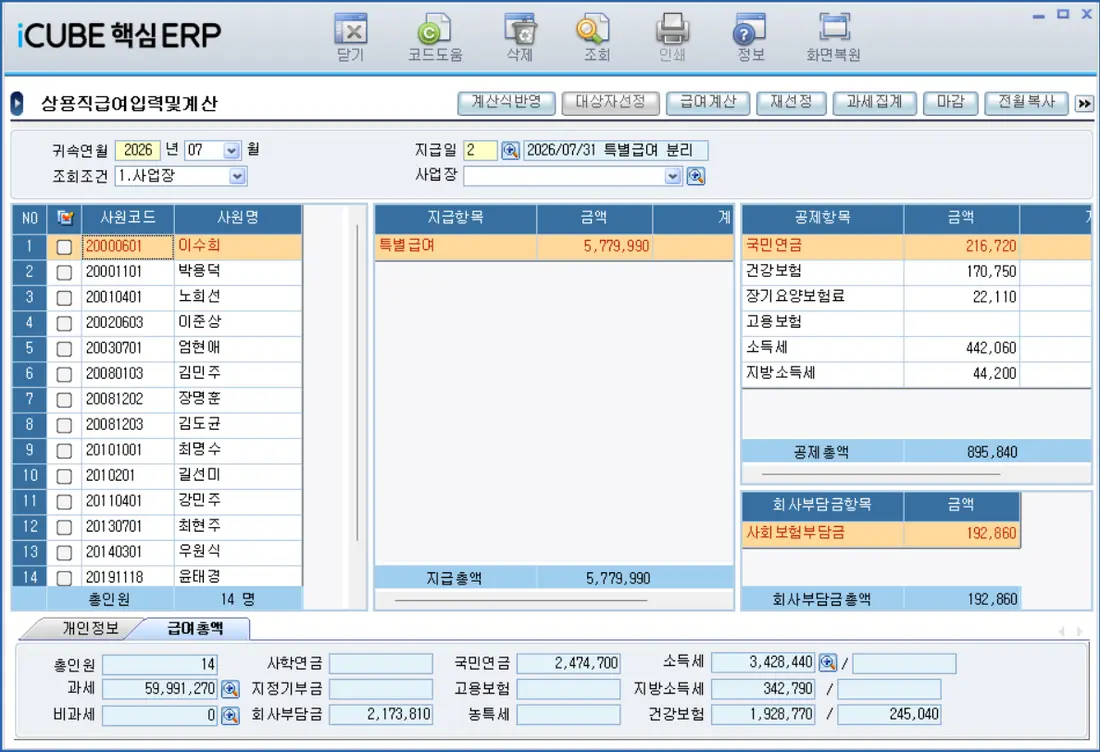 iCUBE 핵심ERP
닫기 코드도움 삭제 조회 인쇄 정보 화면복원
상용직급여입력및계산
계산식반영 대상자선정 급여계산 재선정 과세집계 마감 전월복사
귀속연월 2026 년 07 월 지급일 2 2026/07/31 특별급여 분리
조회조건 1.사업장 사업장
NO 사원코드 사원명
1 20000601 이수희
2 20001101 박용덕
3 20010401 노희선
4 20020603 이준상
5 20030701 엄현애
6 20080103 김민주
7 20081202 장명훈
8 20081203 김도균
9 20101001 최명수
10 2010201 길선미
11 20110401 강민주
12 20130701 최현주
13 20140301 우원식
14 20191118 윤태경
총인원 14 명
지급항목 금액 계
특별급여 5,779,990
지급총액 5,779,990
공제항목 금액
국민연금 216,720
건강보험 170,750
장기요양보험료 22,110
고용보험
소득세 442,060
지방소득세 44,200
공제총액 895,840
회사부담금항목 금액
사회보험부담금 192,860
회사부담금총액 192,860
개인정보 급여총액
총인원 14 사학연금 국민연금 2,474,700 소득세 3,428,440 /
과세 59,991,270 지정기부금 고용보험 지방소득세 342,790 /
비과세 0 회사부담금 2,173,810 농특세 건강보험 1,928,770 / 245,040